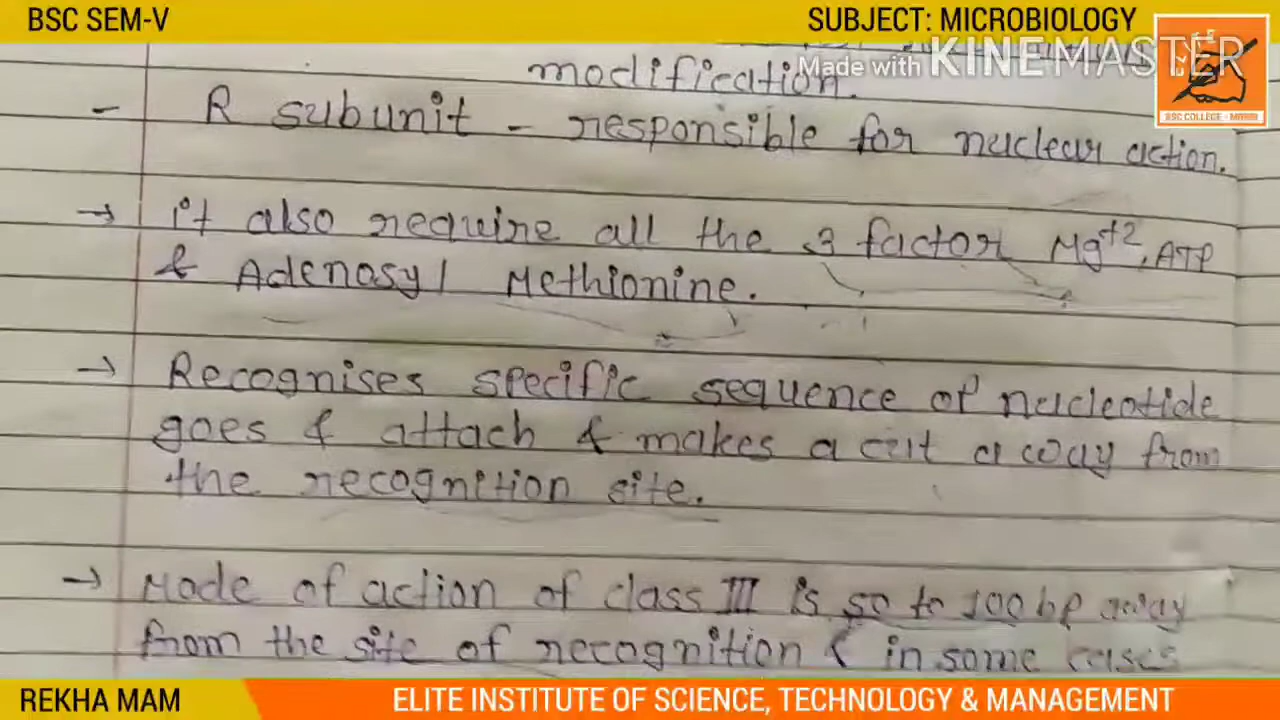 BSC SEM-V
SUBJECT: MICROBIOLOGY
Made with KINEMASTER
BSC COLLEGE - MORBI
modification.
- R subunit - responsible for nuclear action.
→ it also require all the 3 factor Mg+2, ATP
& Adenosyl Methionine.
→ Recognises specific sequence of nucleotide
goes & attach & makes a cut away from
the recognition site.
→ Mode of action of class III is 50 to 100 bp away
from the site of recognition & in some cases
REKHA MAM
ELITE INSTITUTE OF SCIENCE, TECHNOLOGY & MANAGEMENT